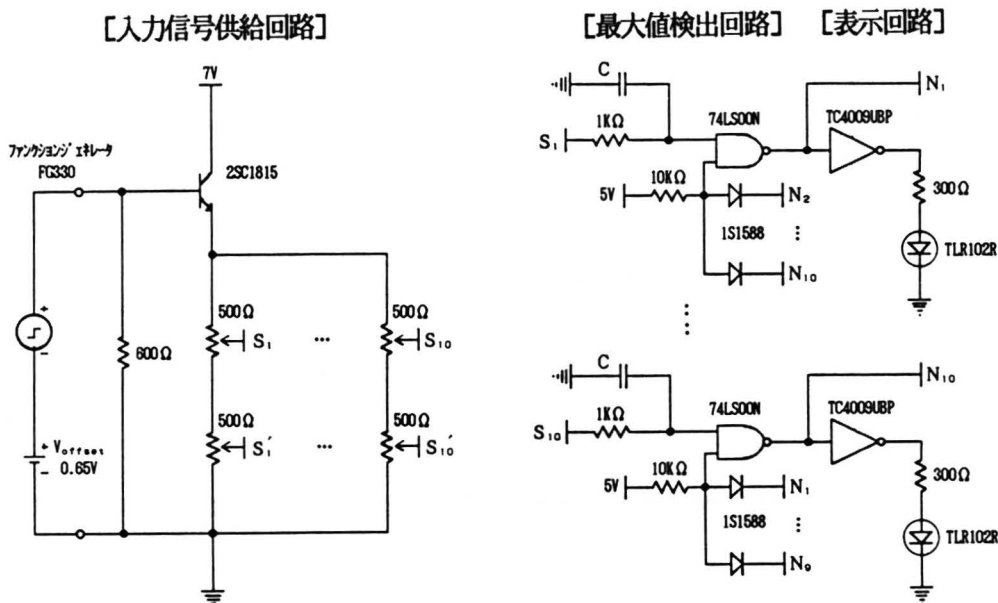 [入力信号供給回路]
7V
ファンクションジェネレータ
FG330
2SC1815
500Ω
S₁
…
500Ω
S₁₀
600Ω
500Ω
S₁′
…
500Ω
S₁₀′
Voffset
0.65V
[最大値検出回路]
[表示回路]
C
74LS00N
N₁
TC4009UBP
S₁
1KΩ
5V
10KΩ
N₂
1S1588
⋮
N₁₀
300Ω
TLR102R
⋮
C
74LS00N
N₁₀
TC4009UBP
S₁₀
1KΩ
5V
10KΩ
N₁
1S1588
⋮
N₉
300Ω
TLR102R